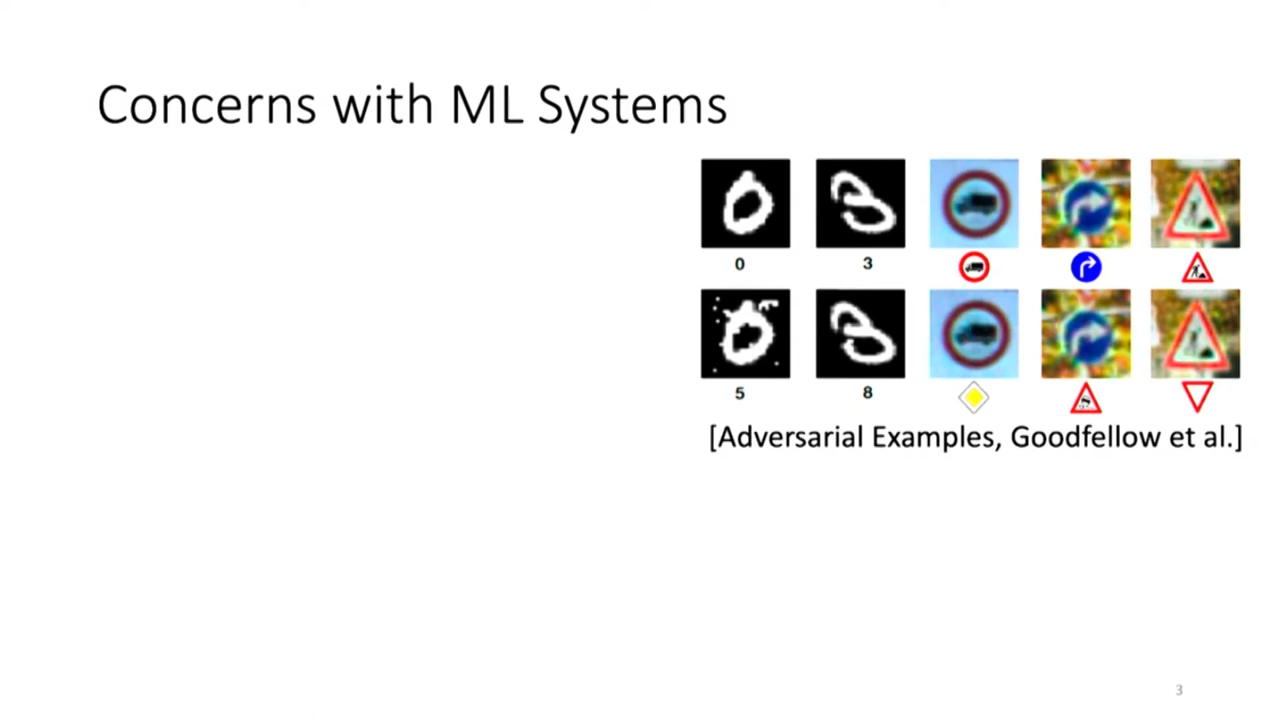 Concerns with ML Systems
0 3
5 8
[Adversarial Examples, Goodfellow et al.]
3